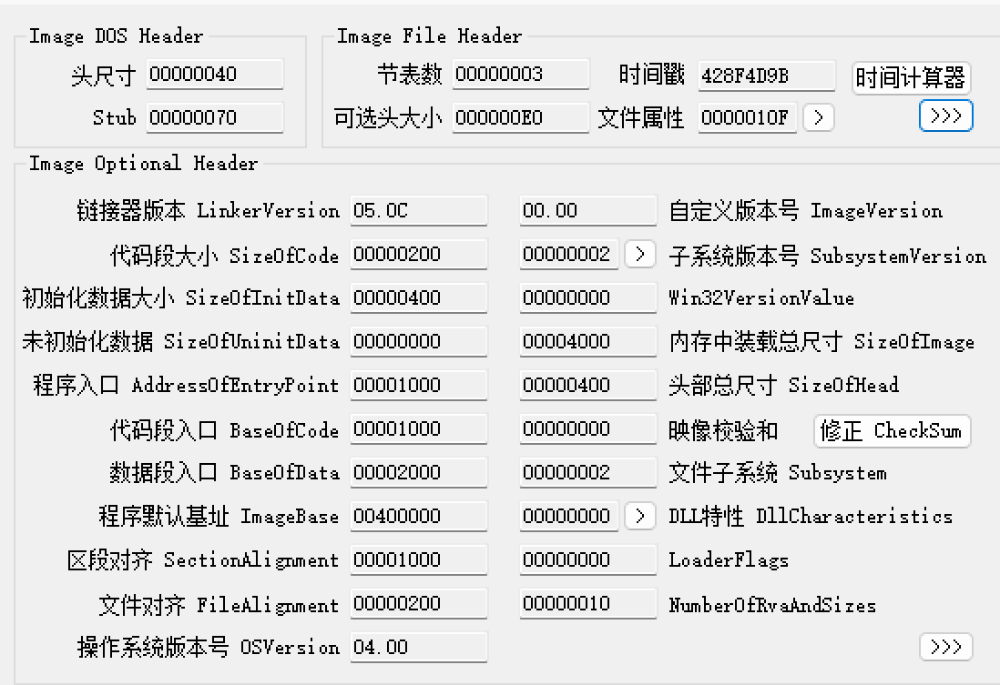 Image DOS Header
头尺寸 00000040
Stub 00000070
Image File Header
节表数 00000003 时间戳 428F4D9B 时间计算器
可选头大小 000000E0 文件属性 0000010F > >>>
Image Optional Header
链接器版本 LinkerVersion 05.0C 00.00 自定义版本号 ImageVersion
代码段大小 SizeOfCode 00000200 00000002 > 子系统版本号 SubsystemVersion
初始化数据大小 SizeOfInitData 00000400 00000000 Win32VersionValue
未初始化数据 SizeOfUninitData 00000000 00004000 内存中装载总尺寸 SizeOfImage
程序入口 AddressOfEntryPoint 00001000 00000400 头部总尺寸 SizeOfHead
代码段入口 BaseOfCode 00001000 00000000 映像校验和 修正 CheckSum
数据段入口 BaseOfData 00002000 00000002 文件子系统 Subsystem
程序默认基址 ImageBase 00400000 00000000 > DLL特性 DllCharacteristics
区段对齐 SectionAlignment 00001000 00000000 LoaderFlags
文件对齐 FileAlignment 00000200 00000010 NumberOfRvaAndSizes
操作系统版本号 OSVersion 04.00 >>>